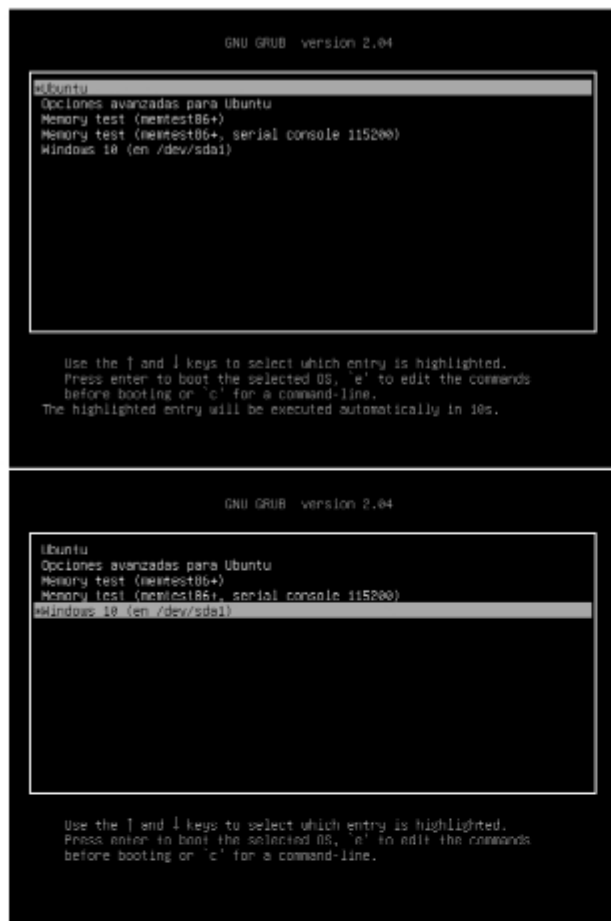 GNU GRUB version 2.04
*Ubuntu
Opciones avanzadas para Ubuntu
Memory test (memtest86+)
Memory test (memtest86+, serial console 115200)
Windows 10 (en /dev/sda1)
Use the ↑ and ↓ keys to select which entry is highlighted.
Press enter to boot the selected OS, `e' to edit the commands
before booting or `c' for a command-line.
The highlighted entry will be executed automatically in 10s.
GNU GRUB version 2.04
Ubuntu
Opciones avanzadas para Ubuntu
Memory test (memtest86+)
Memory test (memtest86+, serial console 115200)
*Windows 10 (en /dev/sda1)
Use the ↑ and ↓ keys to select which entry is highlighted.
Press enter to boot the selected OS, `e' to edit the commands
before booting or `c' for a command-line.